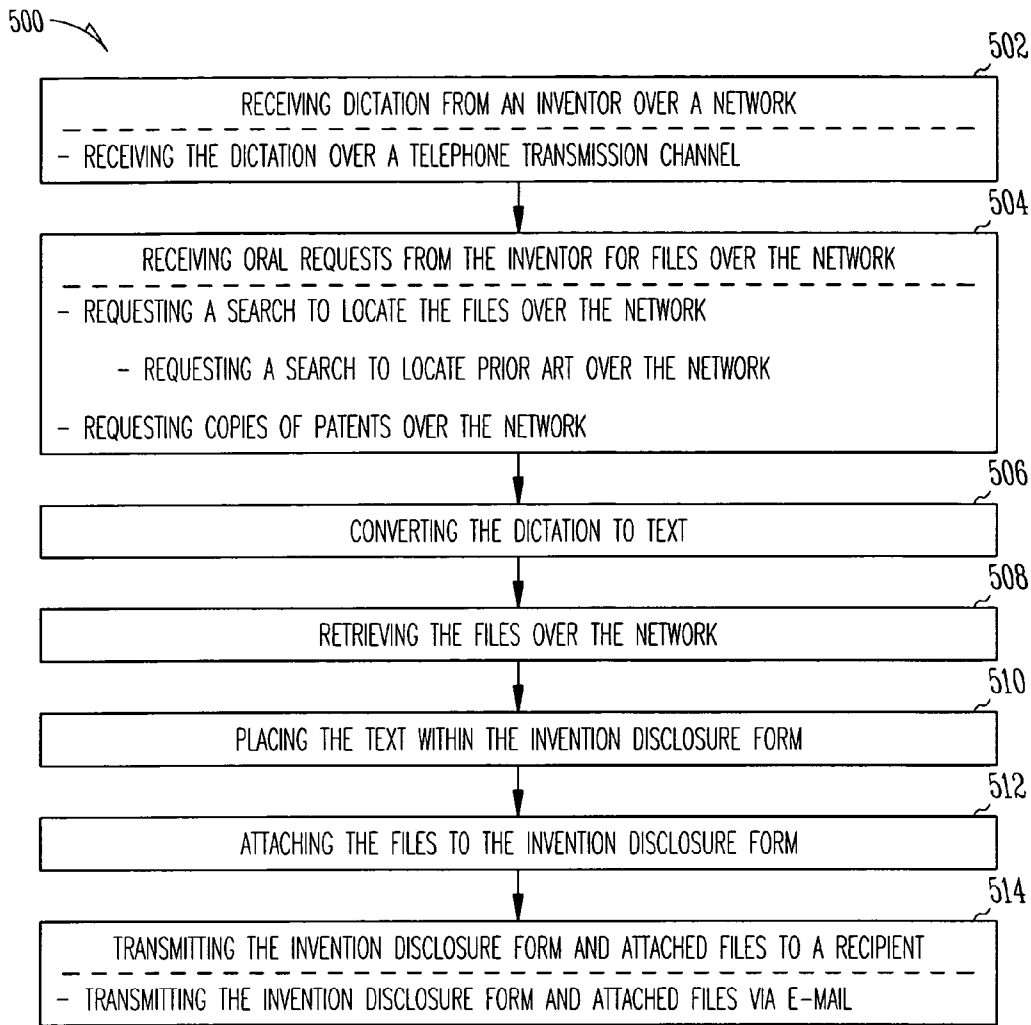 500
502
RECEIVING DICTATION FROM AN INVENTOR OVER A NETWORK
- RECEIVING THE DICTATION OVER A TELEPHONE TRANSMISSION CHANNEL
504
RECEIVING ORAL REQUESTS FROM THE INVENTOR FOR FILES OVER THE NETWORK
- REQUESTING A SEARCH TO LOCATE THE FILES OVER THE NETWORK
- REQUESTING A SEARCH TO LOCATE PRIOR ART OVER THE NETWORK
- REQUESTING COPIES OF PATENTS OVER THE NETWORK
506
CONVERTING THE DICTATION TO TEXT
508
RETRIEVING THE FILES OVER THE NETWORK
510
PLACING THE TEXT WITHIN THE INVENTION DISCLOSURE FORM
512
ATTACHING THE FILES TO THE INVENTION DISCLOSURE FORM
514
TRANSMITTING THE INVENTION DISCLOSURE FORM AND ATTACHED FILES TO A RECIPIENT
- TRANSMITTING THE INVENTION DISCLOSURE FORM AND ATTACHED FILES VIA E-MAIL